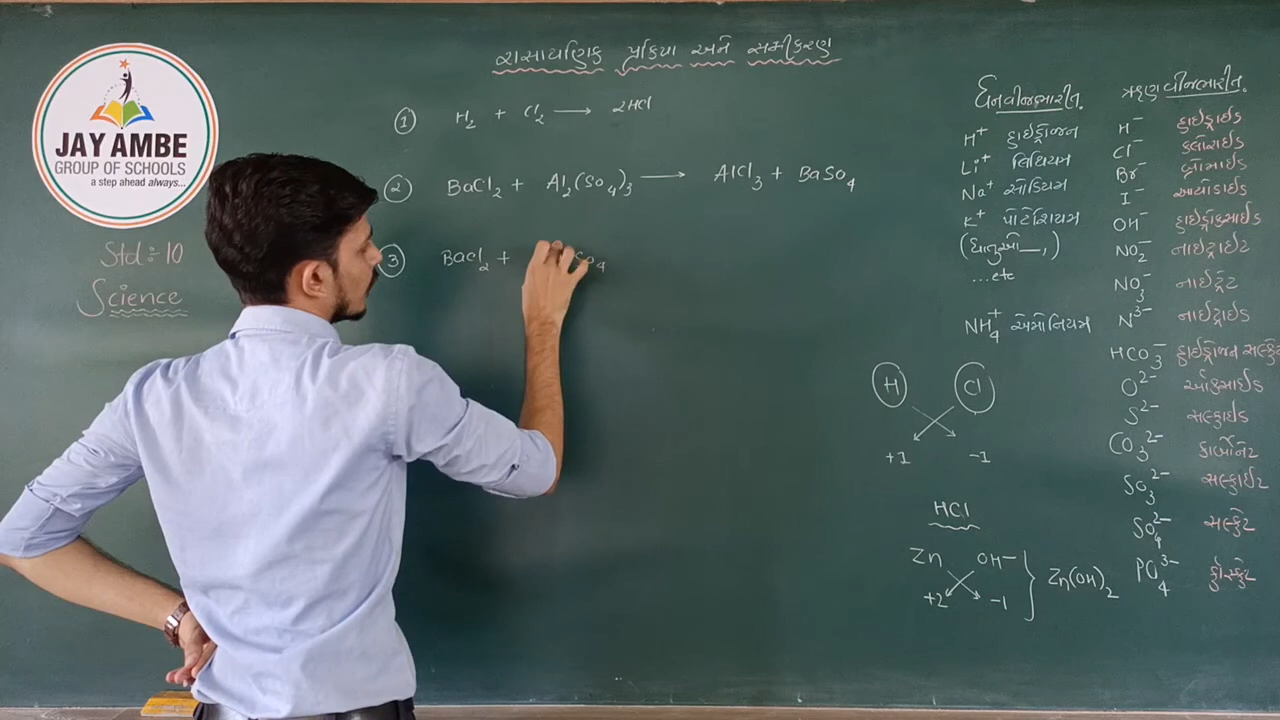 JAY AMBE
GROUP OF SCHOOLS
a step ahead always...
Std÷10
Science
રાસાયણિક પ્રક્રિયા અને સમીકરણ
① H₂ + Cl₂ ⟶ 2HCl
② BaCl₂ + Al₂(So₄)₃ ⟶ AlCl₃ + BaSo₄
③ BaCl₂ + So₄
ધનવીજભારીત.
H⁺ હાઈડ્રોજન
Li⁺ લિથિયમ
Na⁺ સોડિયમ
K⁺ પોટેશિયમ
(ધાતુઓ—,)
...etc
NH₄⁺ એમોનિયમ
ઋણવીજભારીત.
H⁻ હાઈડ્રાઈડ
Cl⁻ ક્લોરાઈડ
Br⁻ બ્રોમાઈડ
I⁻ આયોડાઈડ
OH⁻ હાઈડ્રોક્સાઈડ
NO₂⁻ નાઈટ્રાઈટ
NO₃⁻ નાઈટ્રેટ
N³⁻ નાઈટ્રાઈડ
HCO₃⁻ હાઈડ્રોજન
O²⁻ ઓક્સાઈડ
S²⁻ સલ્ફાઈડ
CO₃²⁻ કાર્બોનેટ
SO₃²⁻ સલ્ફાઈટ
SO₄²⁻ સલ્ફેટ
PO₄³⁻ ફોસ્ફેટ
H Cl
+1 -1
HCl
Zn OH⁻
+2 -1
Zn(OH)₂